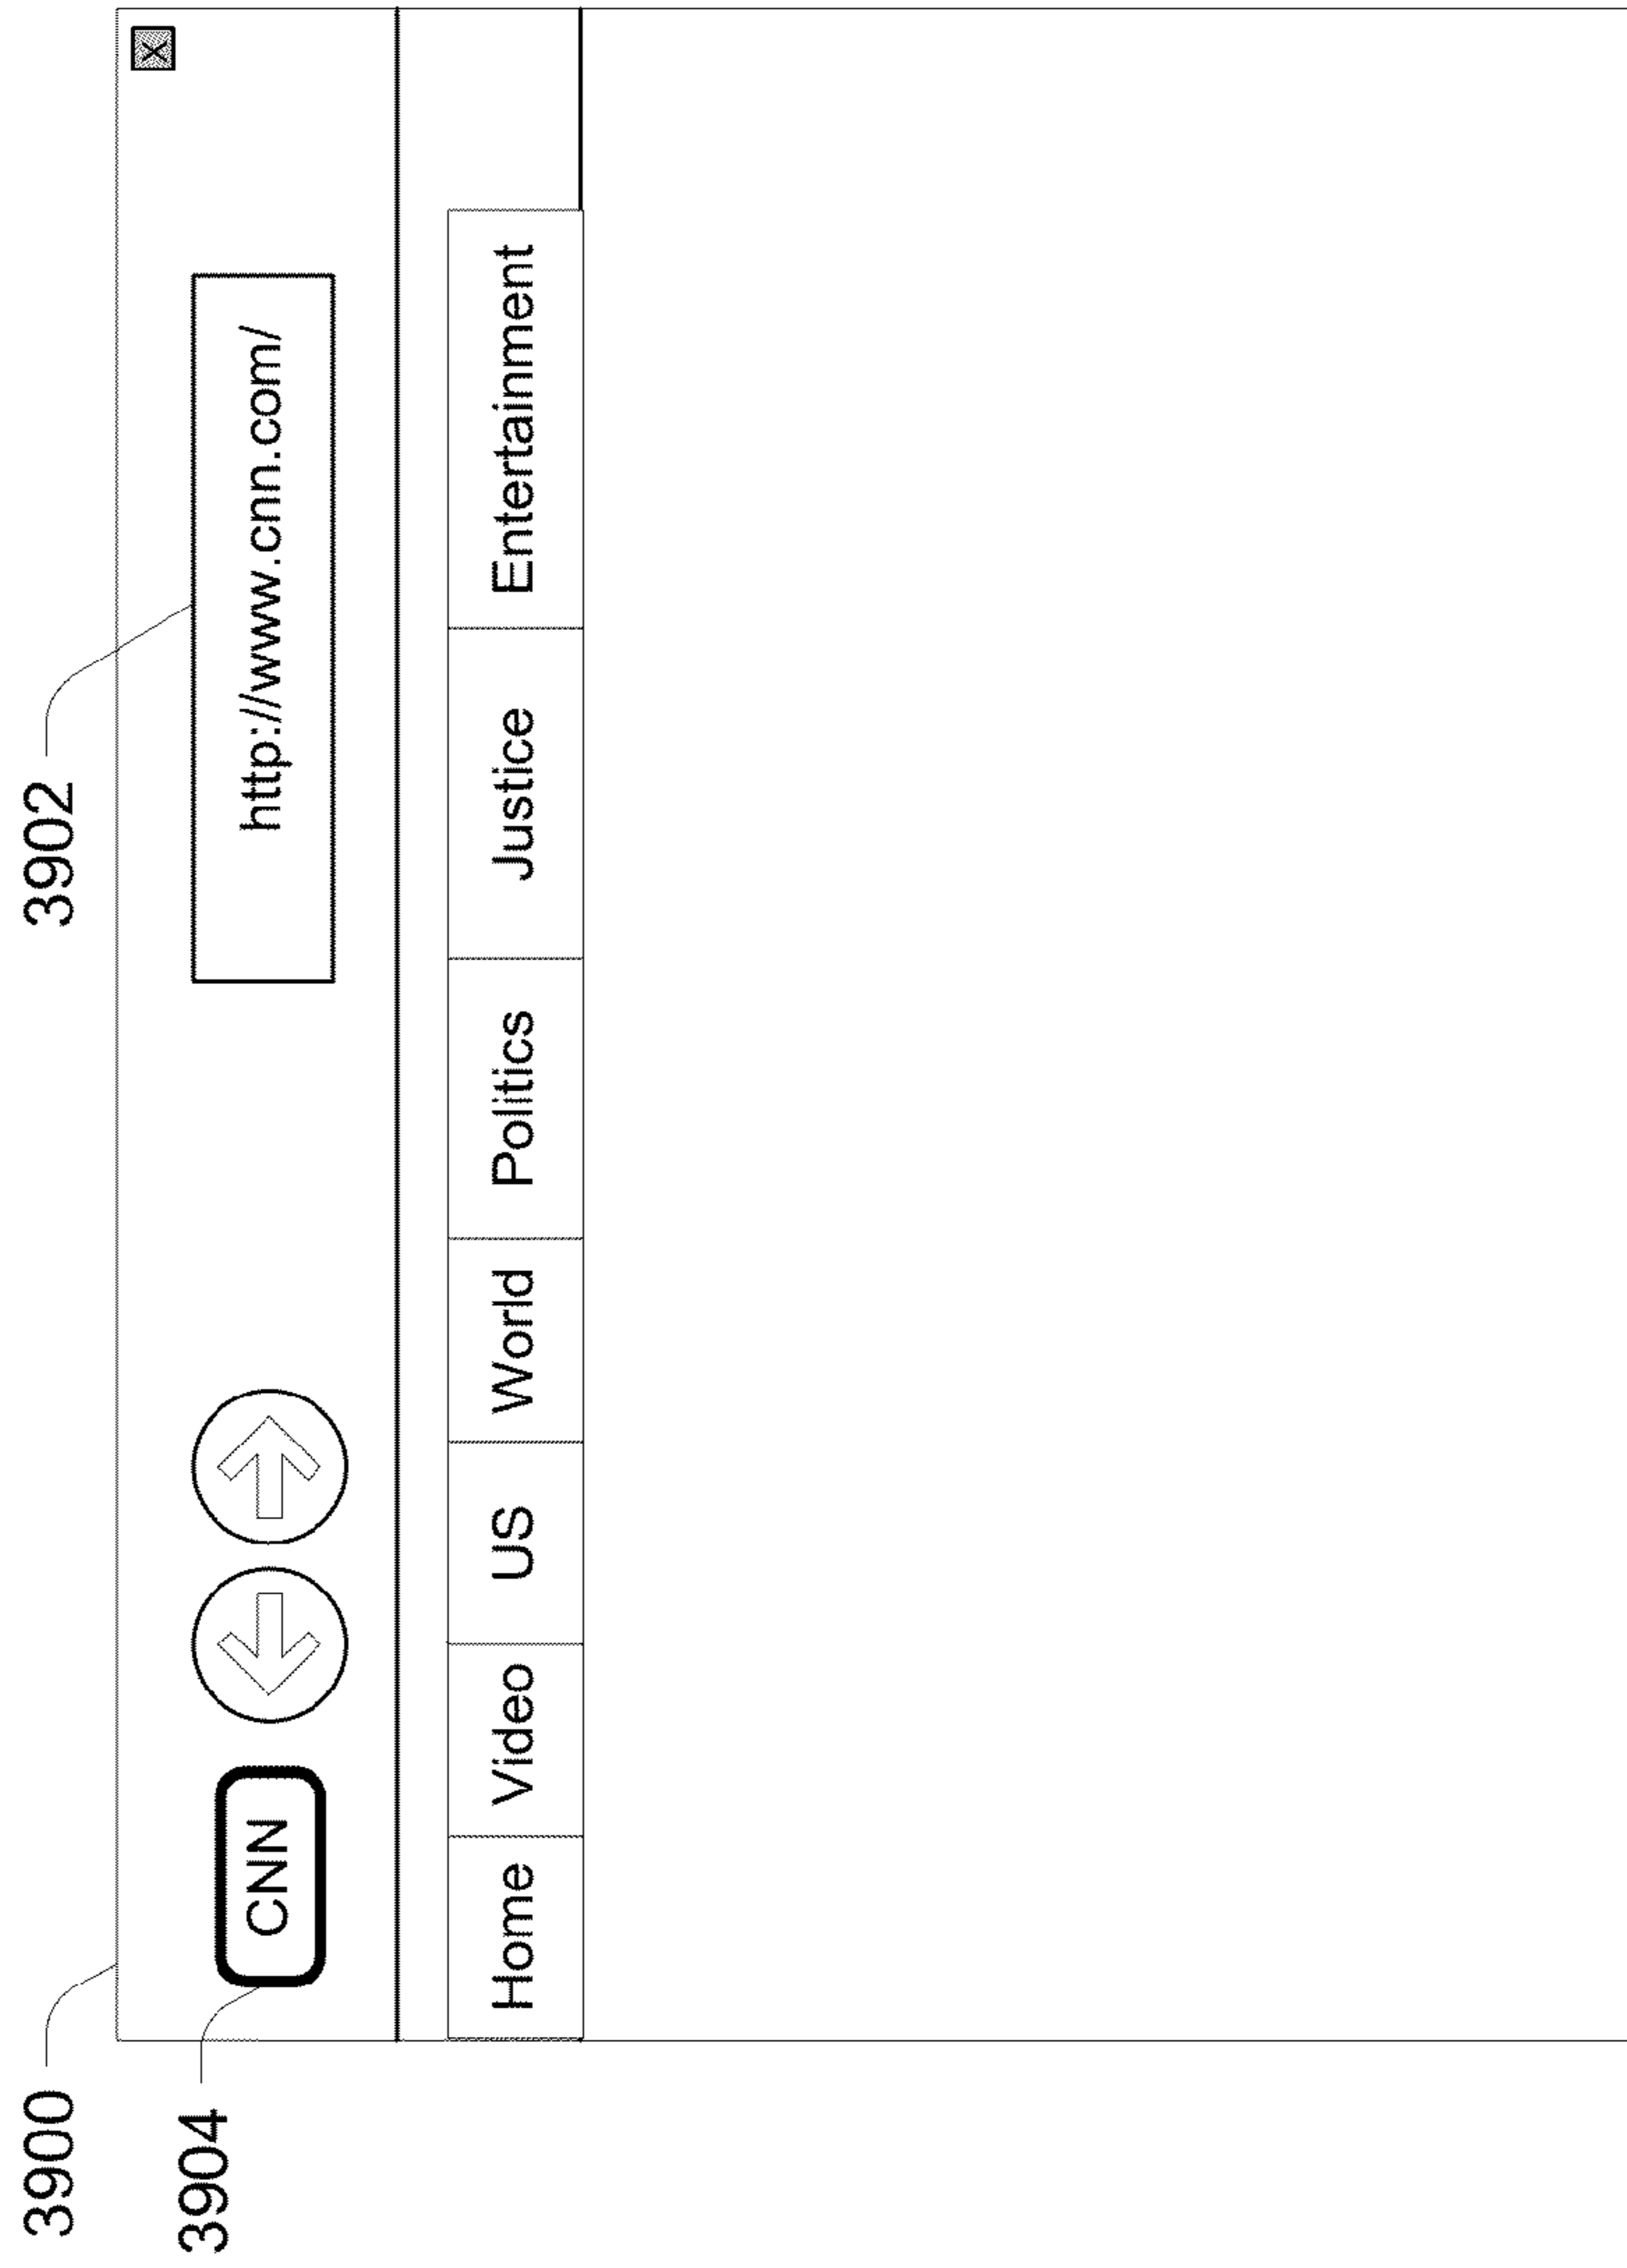 3900
3902
3904
CNN
http://www.cnn.com/
X
Home
Video
US
World
Politics
Justice
Entertainment